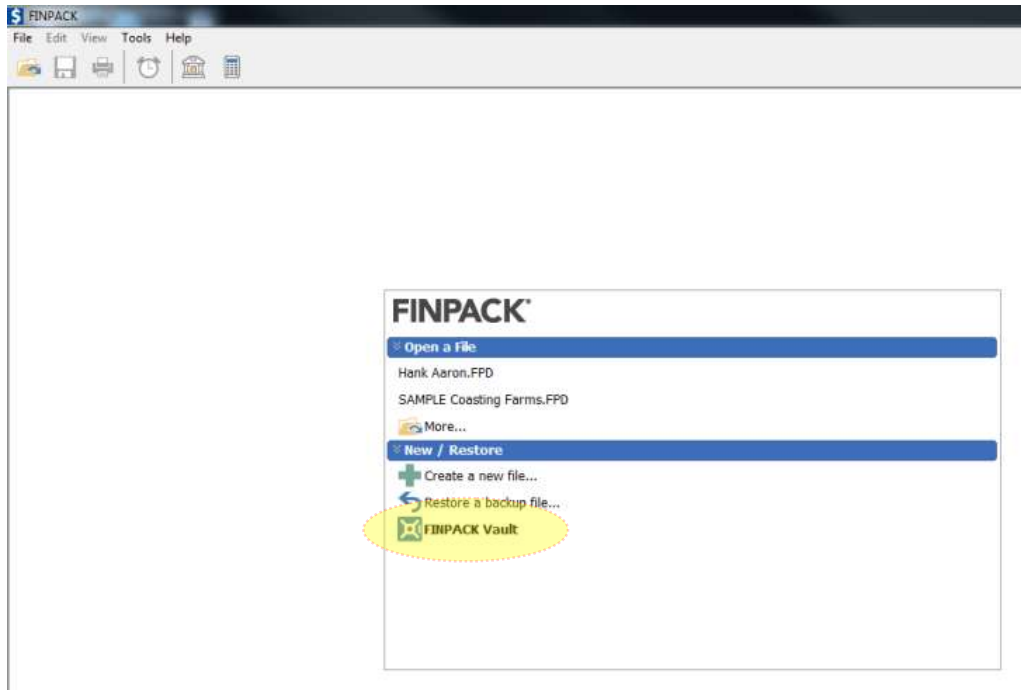 FINPACK
File Edit View Tools Help
FINPACK®
Open a File
Hank Aaron.FPD
SAMPLE Coasting Farms.FPD
More...
New / Restore
Create a new file...
Restore a backup file...
FINPACK Vault